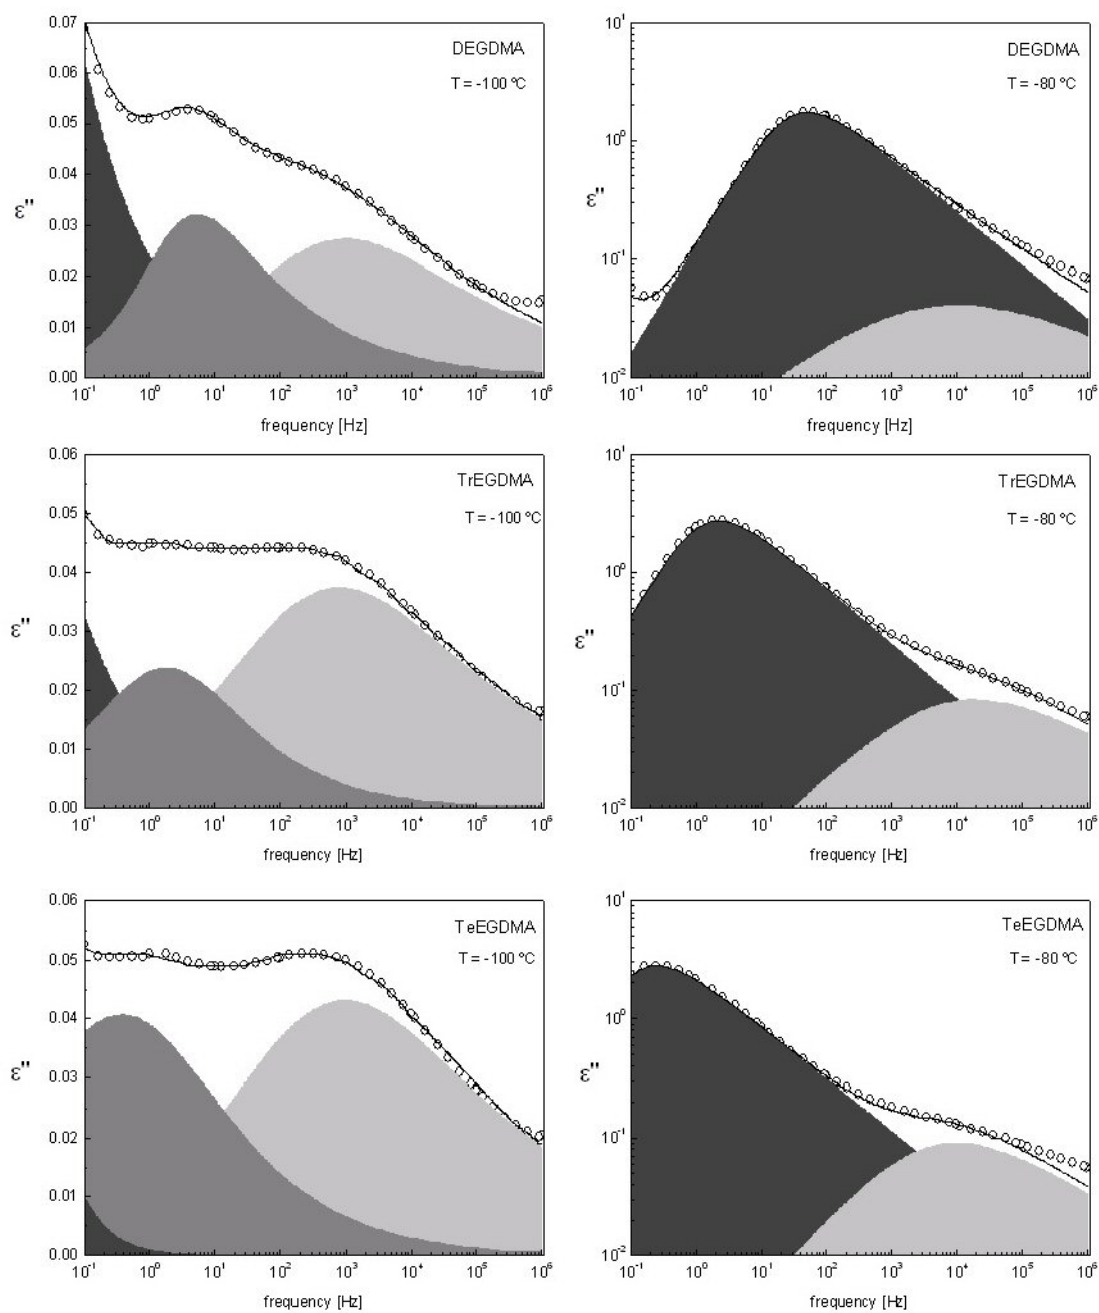 0.07
DEGDMA
T = -100 ºC
0.06
0.05
0.04
ε"
0.03
0.02
0.01
0.00
10⁻¹ 10⁰ 10¹ 10² 10³ 10⁴ 10⁵ 10⁶
frequency [Hz]
10¹
DEGDMA
T = -80 ºC
10⁰
ε"
10⁻¹
10⁻²
10⁻¹ 10⁰ 10¹ 10² 10³ 10⁴ 10⁵ 10⁶
frequency [Hz]
0.06
TrEGDMA
T = -100 ºC
0.05
0.04
ε"
0.03
0.02
0.01
0.00
10⁻¹ 10⁰ 10¹ 10² 10³ 10⁴ 10⁵ 10⁶
frequency [Hz]
10¹
TrEGDMA
T = -80 ºC
10⁰
ε"
10⁻¹
10⁻²
10⁻¹ 10⁰ 10¹ 10² 10³ 10⁴ 10⁵ 10⁶
frequency [Hz]
0.06
TeEGDMA
T = -100 ºC
0.05
0.04
ε"
0.03
0.02
0.01
0.00
10⁻¹ 10⁰ 10¹ 10² 10³ 10⁴ 10⁵ 10⁶
frequency [Hz]
10¹
TeEGDMA
T = -80 ºC
10⁰
ε"
10⁻¹
10⁻²
10⁻¹ 10⁰ 10¹ 10² 10³ 10⁴ 10⁵ 10⁶
frequency [Hz]